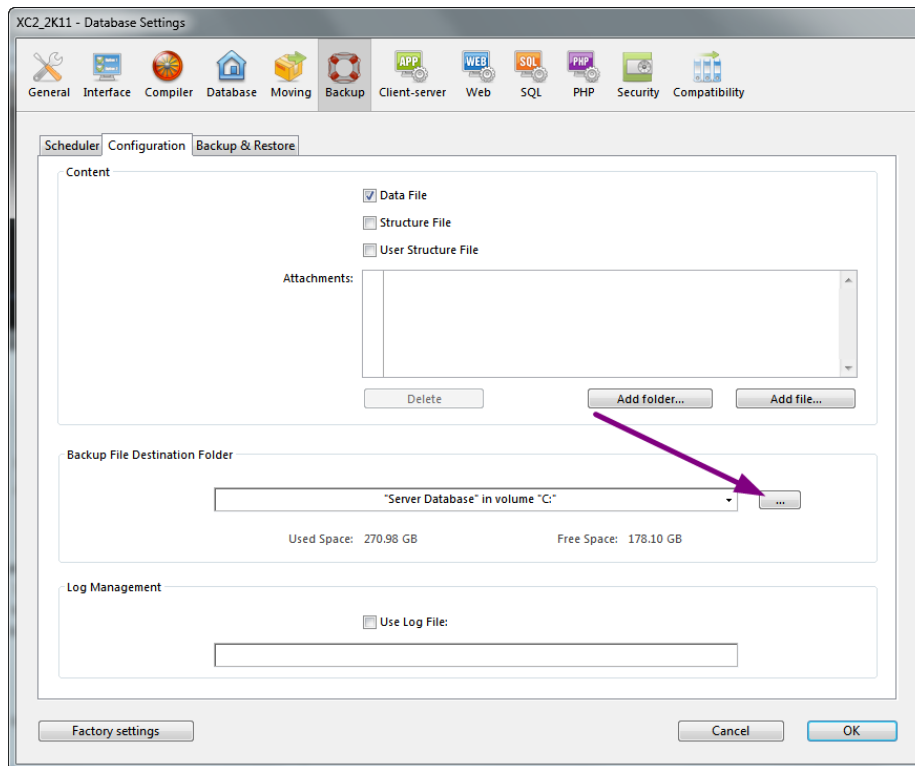 XC2_2K11 - Database Settings
General Interface Compiler Database Moving Backup Client-server Web SQL PHP Security Compatibility
APP WEB SQL PHP
Scheduler Configuration Backup & Restore
Content
Data File
Structure File
User Structure File
Attachments:
Delete Add folder... Add file...
Backup File Destination Folder
"Server Database" in volume "C:" ...
Used Space: 270.98 GB Free Space: 178.10 GB
Log Management
Use Log File:
Factory settings Cancel OK